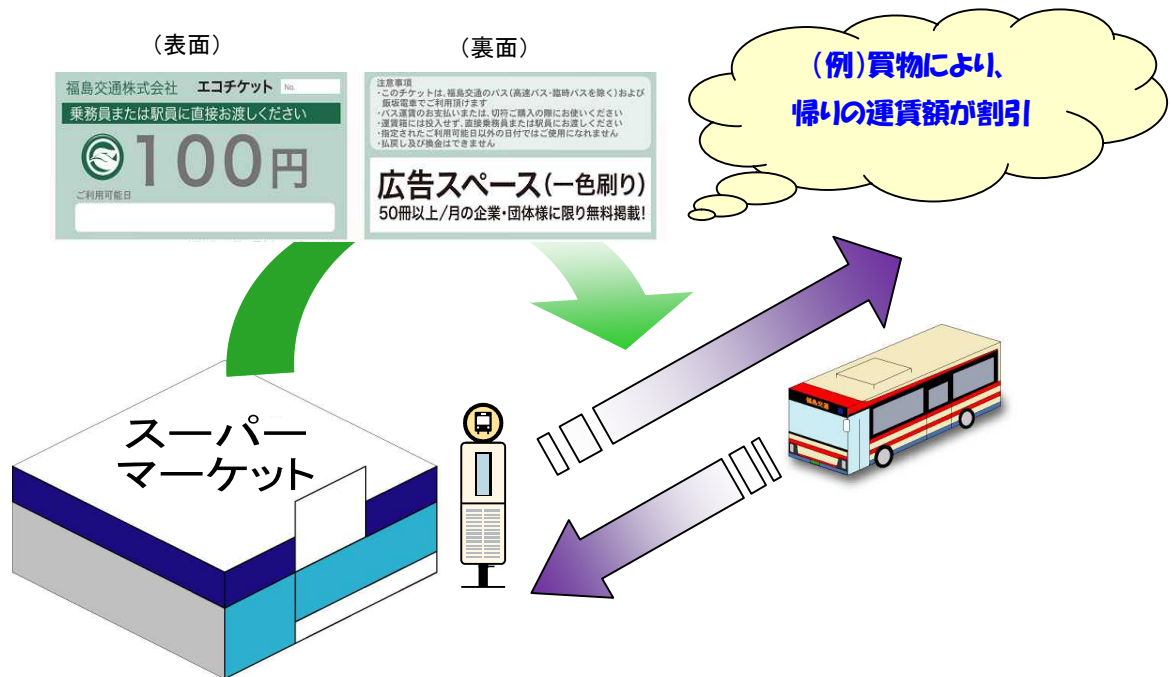 （表面）
福島交通株式会社 エコチケット No.
乗務員または駅員に直接お渡しください
100円
ご利用可能日
（裏面）
注意事項
・このチケットは、福島交通のバス（高速バス・臨時バスを除く）および
飯坂電車でご利用頂けます
・バス運賃のお支払いまたは、切符ご購入の際にお使いください
・運賃箱には投入せず、直接乗務員または駅員にお渡しください
・指定されたご利用可能日以外の日付ではご使用になれません
・払戻し及び換金はできません
広告スペース（一色刷り）
50冊以上/月の企業・団体様に限り無料掲載!
（例）買物により、
帰りの運賃額が割引
スーパー
マーケット
福島交通